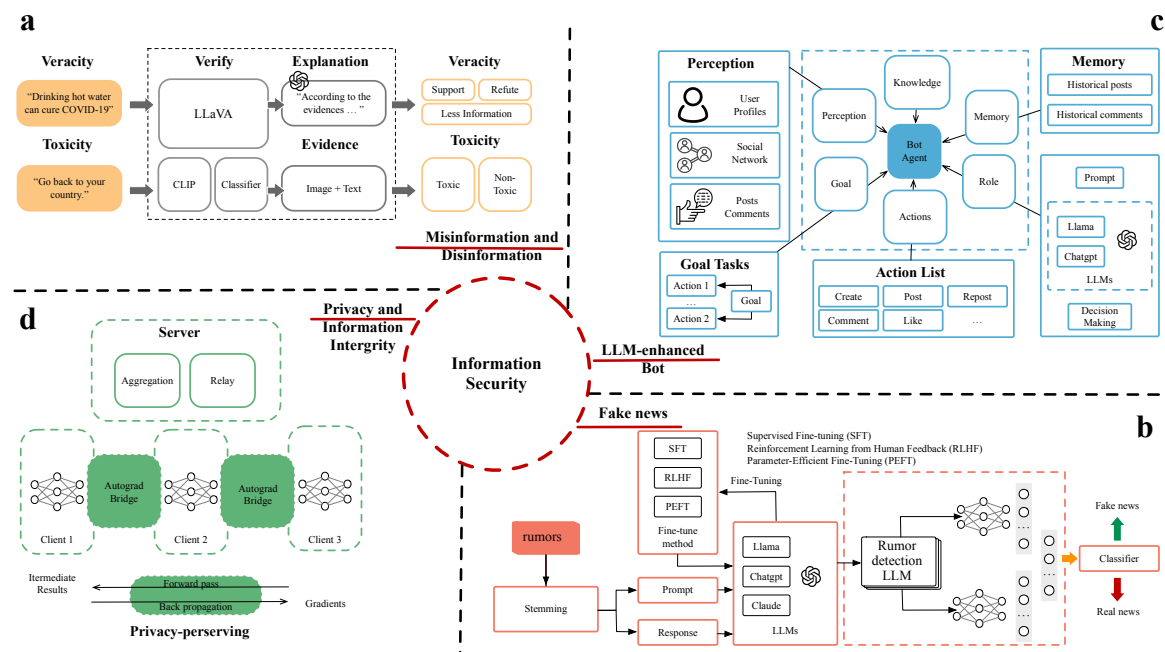 a
Veracity
Verify
Explanation
Veracity
“Drinking hot water
can cure COVID-19”
LLaVA
“According to the
evidences … ”
Support
Refute
Less Information
Toxicity
Evidence
Toxicity
“Go back to your
country.”
CLIP
Classifier
Image + Text
Toxic
Non-
Toxic
Misinformation and
Disinformation
c
Perception
User
Profiles
Social
Network
Posts
Comments
Knowledge
Perception
Memory
Bot
Agent
Goal
Role
Actions
Memory
Historical posts
Historical comments
Prompt
Llama
Chatgpt
LLMs
Decision
Making
Goal Tasks
Action 1
…
Action 2
Goal
Action List
Create
Post
Repost
Comment
Like
…
LLM-enhanced
Bot
Information
Security
d
Privacy and
Information
Intergrity
Server
Aggregation
Relay
Autograd
Bridge
Autograd
Bridge
Client 1
Client 2
Client 3
Itermediate
Results
Forward pass
Back propagation
Gradients
Privacy-perserving
Fake news
b
Supervised Fine-tuning (SFT)
Reinforcement Learning from Human Feedback (RLHF)
Parameter-Efficient Fine-Tuning (PEFT)
SFT
RLHF
PEFT
Fine-tune
method
Fine-Tuning
rumors
Stemming
Prompt
Response
Llama
Chatgpt
Claude
LLMs
Rumor
detection
LLM
…
…
…
Fake news
Classifier
Real news